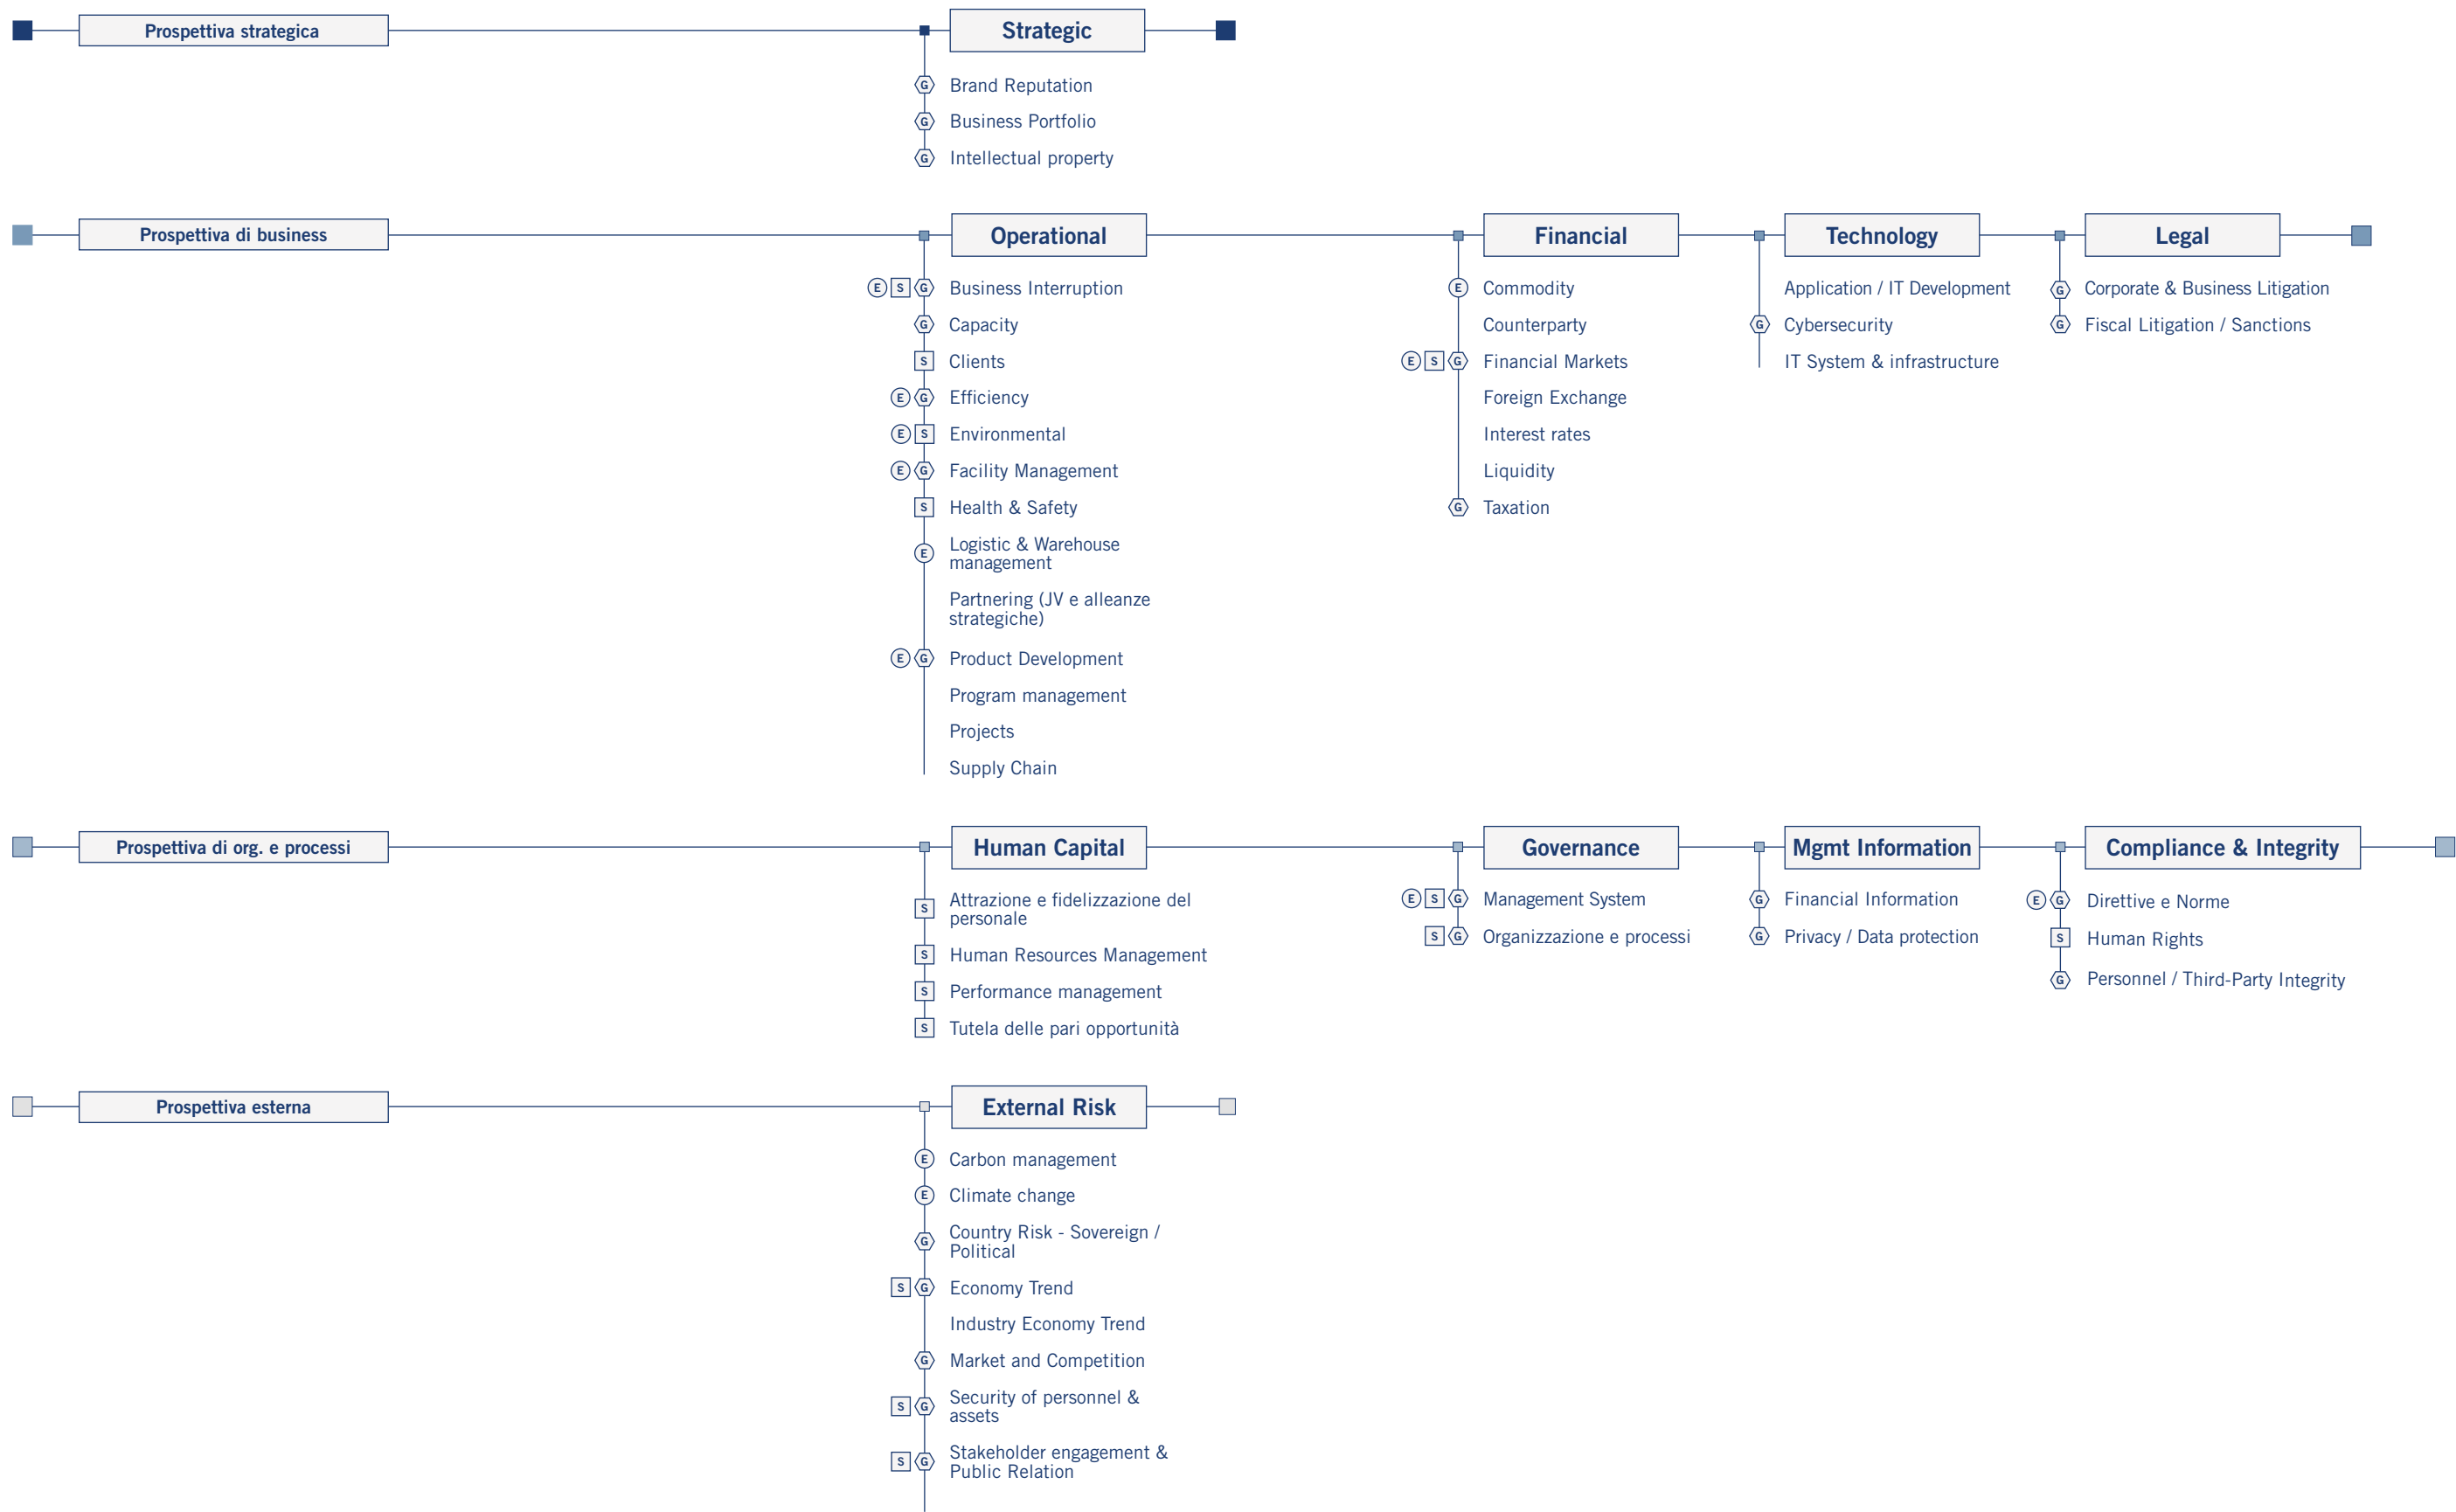 Prospettiva strategica
Strategic
G Brand Reputation
G Business Portfolio
G Intellectual property
Prospettiva di business
Operational
E S G Business Interruption
G Capacity
S Clients
E G Efficiency
E S Environmental
E G Facility Management
S Health & Safety
E Logistic & Warehouse
management
Partnering (JV e alleanze
strategiche)
E G Product Development
Program management
Projects
Supply Chain
Financial
E Commodity
Counterparty
E S G Financial Markets
Foreign Exchange
Interest rates
Liquidity
G Taxation
Technology
Application / IT Development
G Cybersecurity
IT System & infrastructure
Legal
G Corporate & Business Litigation
G Fiscal Litigation / Sanctions
Prospettiva di org. e processi
Human Capital
S Attrazione e fidelizzazione del
personale
S Human Resources Management
S Performance management
S Tutela delle pari opportunità
Governance
E S G Management System
S G Organizzazione e processi
Mgmt Information
G Financial Information
G Privacy / Data protection
Compliance & Integrity
E G Direttive e Norme
S Human Rights
G Personnel / Third-Party Integrity
Prospettiva esterna
External Risk
E Carbon management
E Climate change
G Country Risk - Sovereign /
Political
S G Economy Trend
Industry Economy Trend
G Market and Competition
S G Security of personnel &
assets
S G Stakeholder engagement &
Public Relation